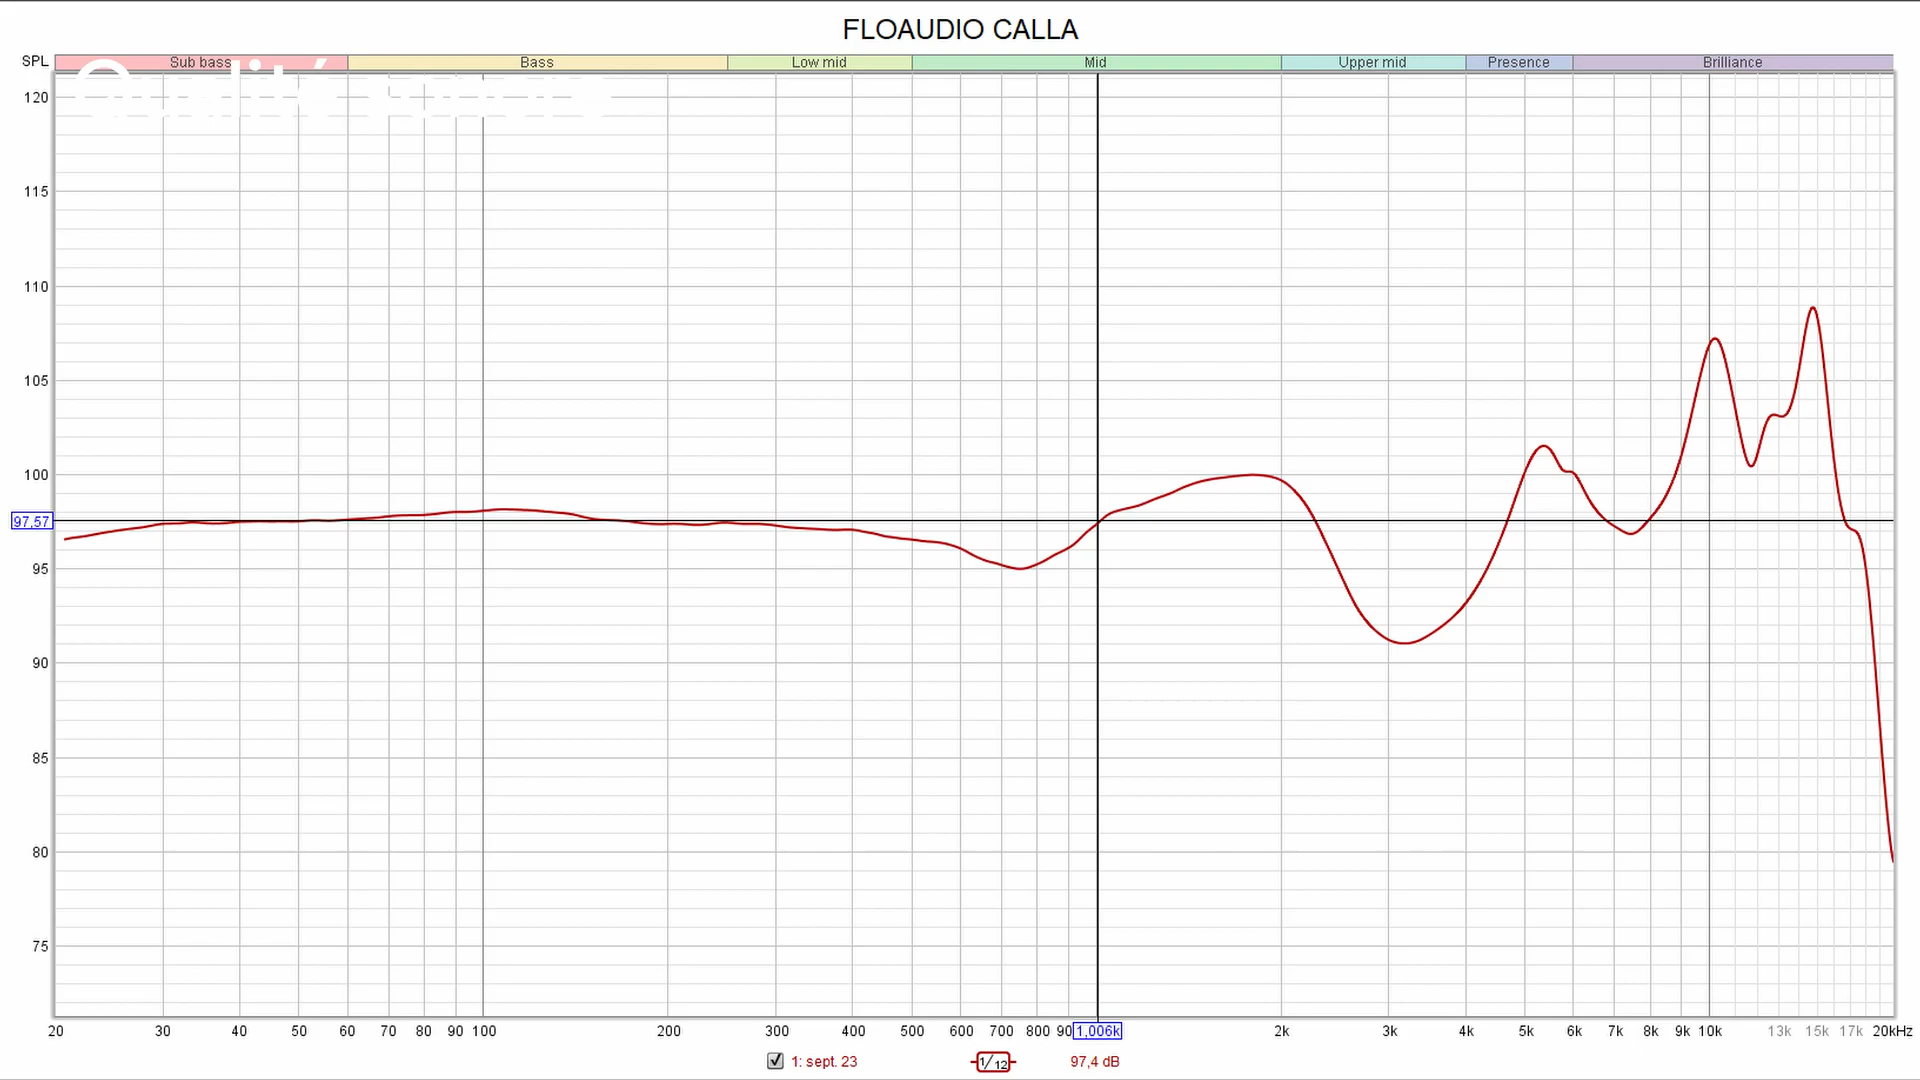 FLOAUDIO CALLA
SPL Sub bass Bass Low mid Mid Upper mid Presence Brilliance
Qualité sonore
120
115
110
105
100
97,57
95
90
85
80
75
20 30 40 50 60 70 80 90 100 200 300 400 500 600 700 800 90 1,006k 2k 3k 4k 5k 6k 7k 8k 9k 10k 13k 15k 17k 20kHz
1: sept. 23 1/12 97,4 dB